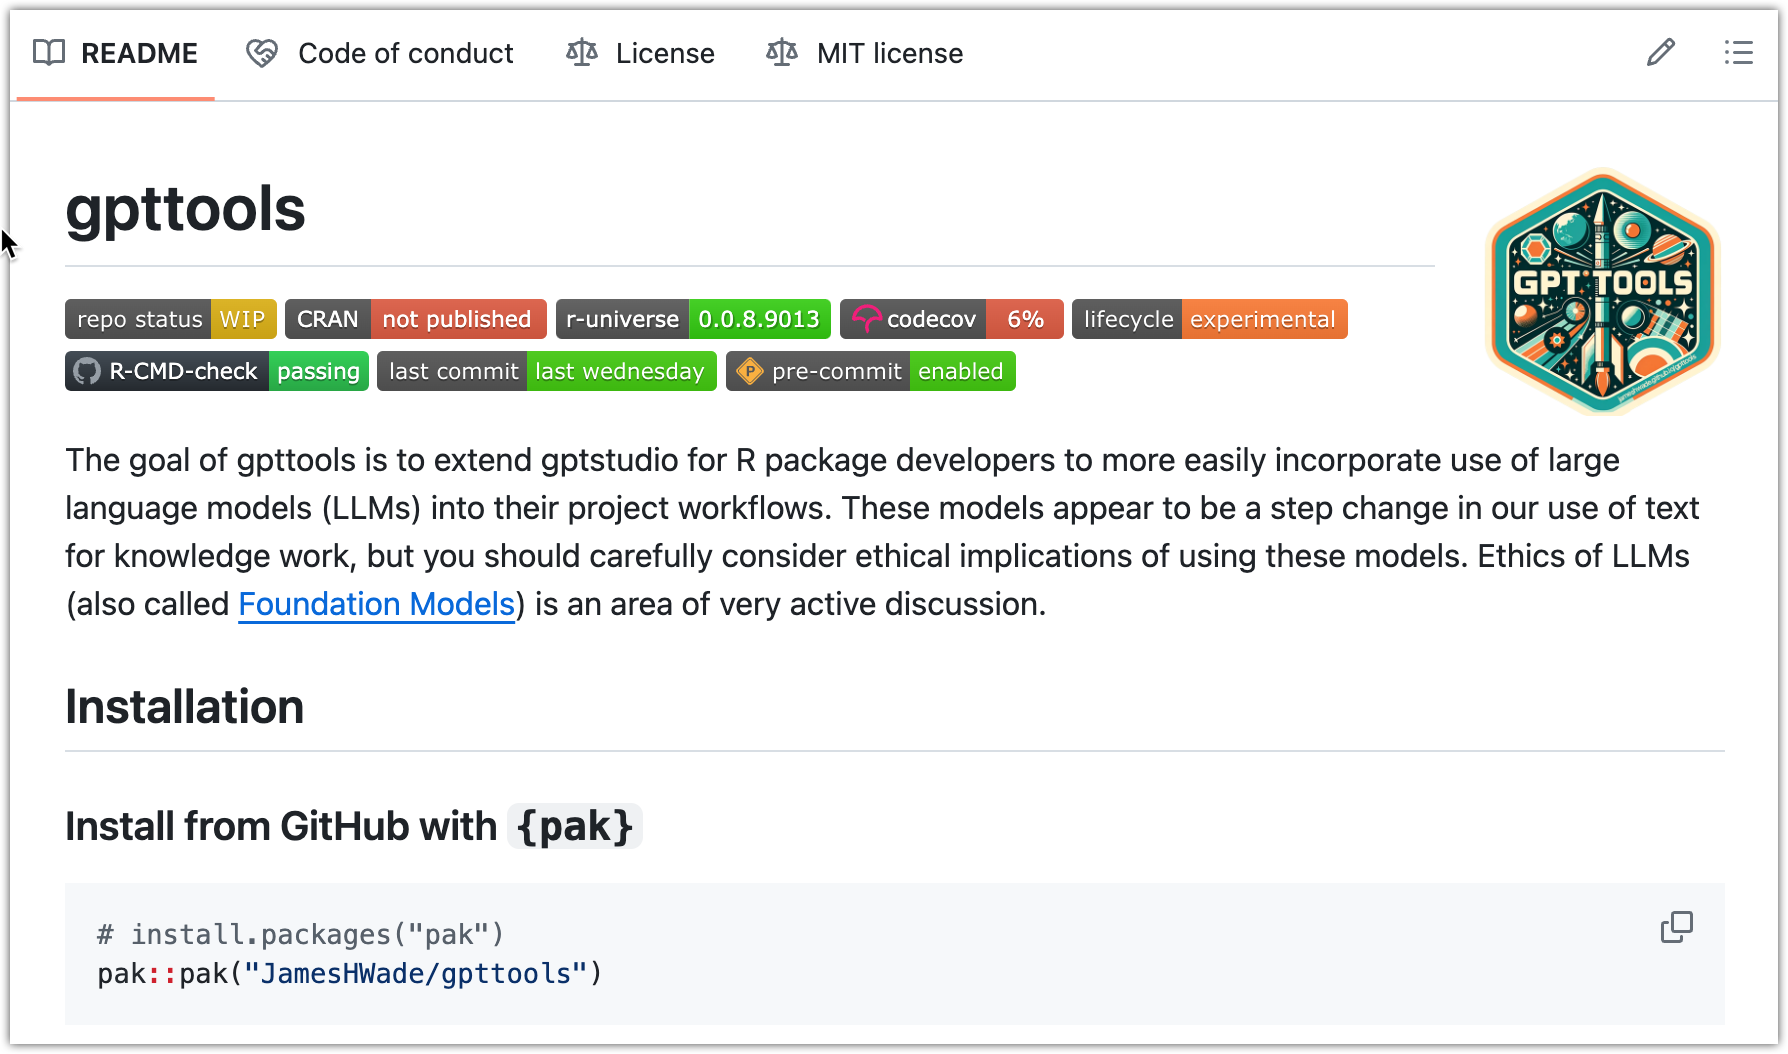 README Code of conduct License MIT license
gpttools
GPT TOOLS
repo status WIP CRAN not published r-universe 0.0.8.9013 codecov 6% lifecycle experimental
R-CMD-check passing last commit last wednesday pre-commit enabled
The goal of gpttools is to extend gptstudio for R package developers to more easily incorporate use of large
language models (LLMs) into their project workflows. These models appear to be a step change in our use of text
for knowledge work, but you should carefully consider ethical implications of using these models. Ethics of LLMs
(also called Foundation Models) is an area of very active discussion.
Installation
Install from GitHub with {pak}
# install.packages("pak")
pak::pak("JamesHWade/gpttools")